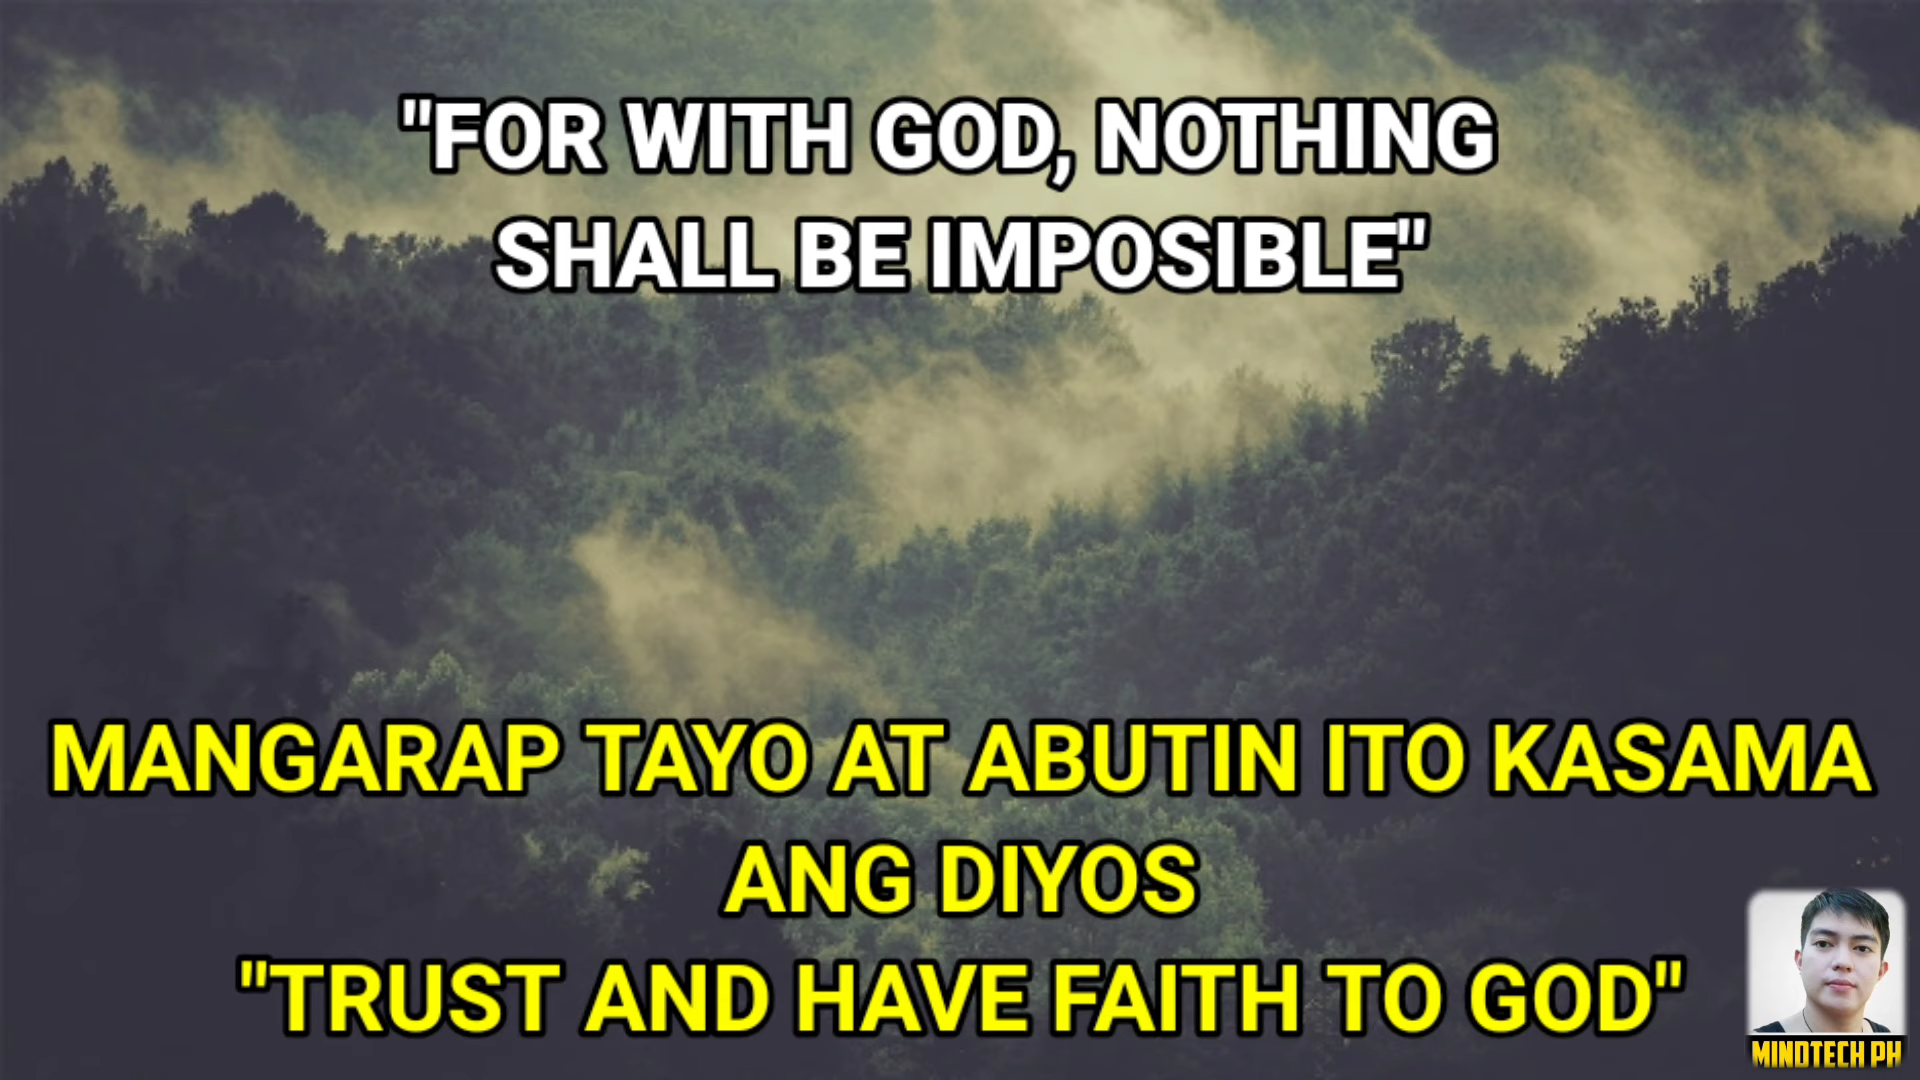 "FOR WITH GOD, NOTHING
SHALL BE IMPOSIBLE"
MANGARAP TAYO AT ABUTIN ITO KASAMA
ANG DIYOS
"TRUST AND HAVE FAITH TO GOD"
MINDTECH PH